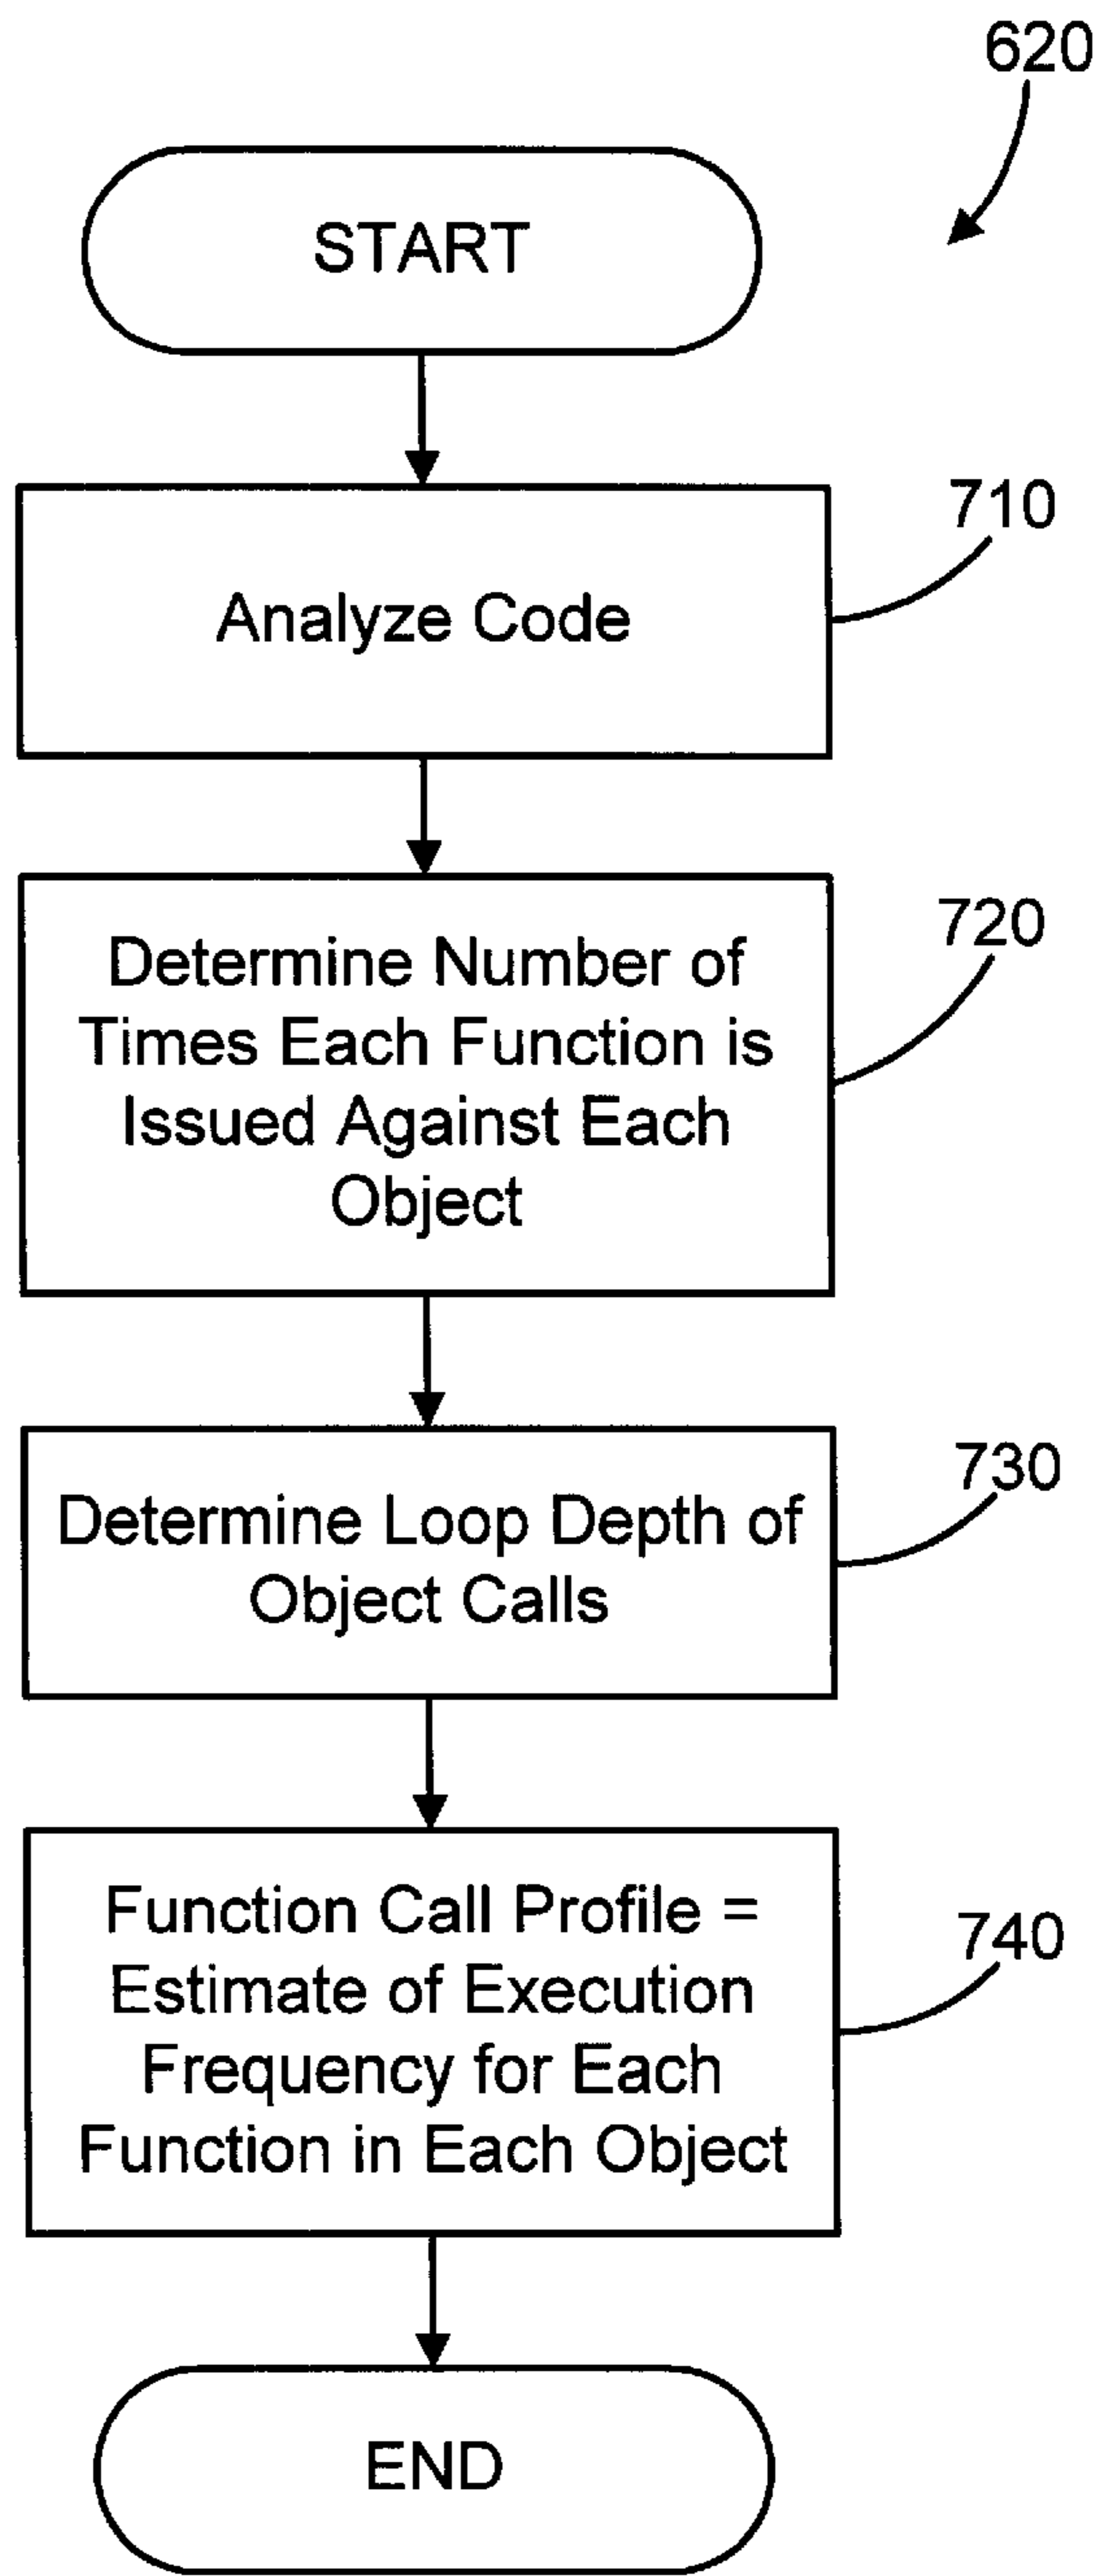 620
START
710
Analyze Code
720
Determine Number of
Times Each Function is
Issued Against Each
Object
730
Determine Loop Depth of
Object Calls
740
Function Call Profile =
Estimate of Execution
Frequency for Each
Function in Each Object
END